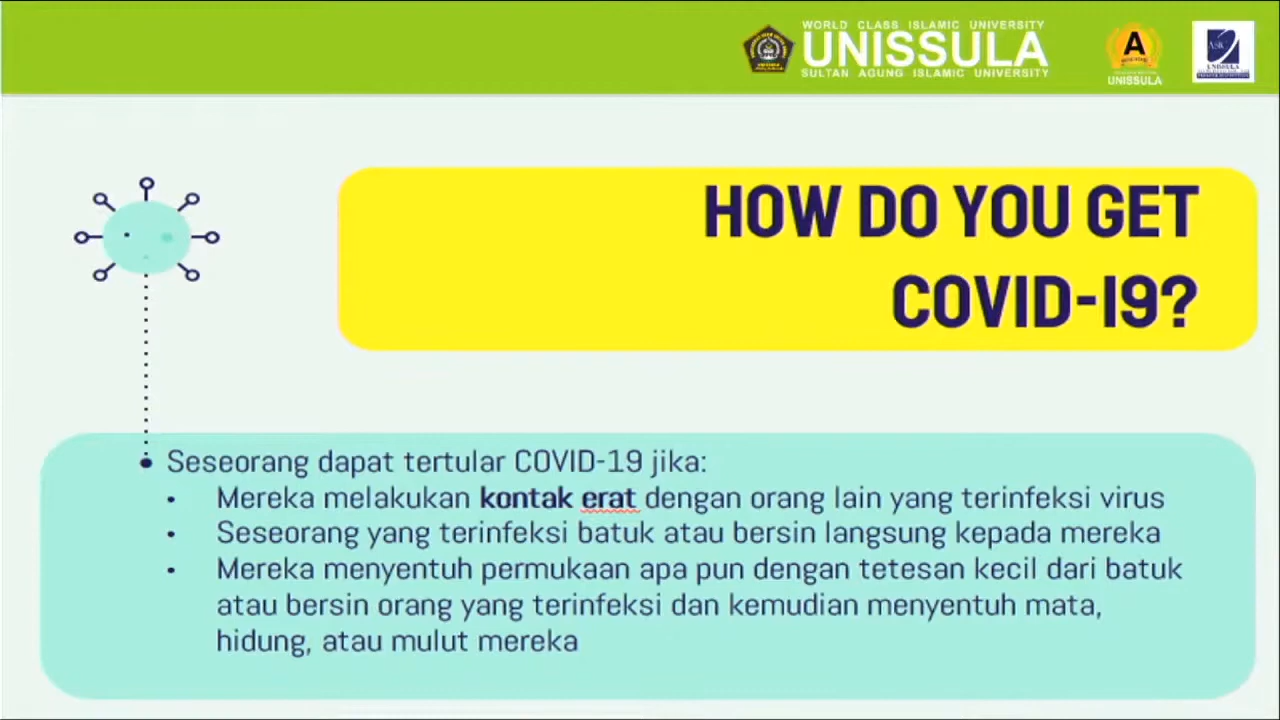 WORLD CLASS ISLAMIC UNIVERSITY
UNISSULA
SULTAN AGUNG ISLAMIC UNIVERSITY
A
UNISSULA
ASK
UNISSULA
HOW DO YOU GET
COVID-19?
Seseorang dapat tertular COVID-19 jika:
• Mereka melakukan kontak erat dengan orang lain yang terinfeksi virus
• Seseorang yang terinfeksi batuk atau bersin langsung kepada mereka
• Mereka menyentuh permukaan apa pun dengan tetesan kecil dari batuk
atau bersin orang yang terinfeksi dan kemudian menyentuh mata,
hidung, atau mulut mereka